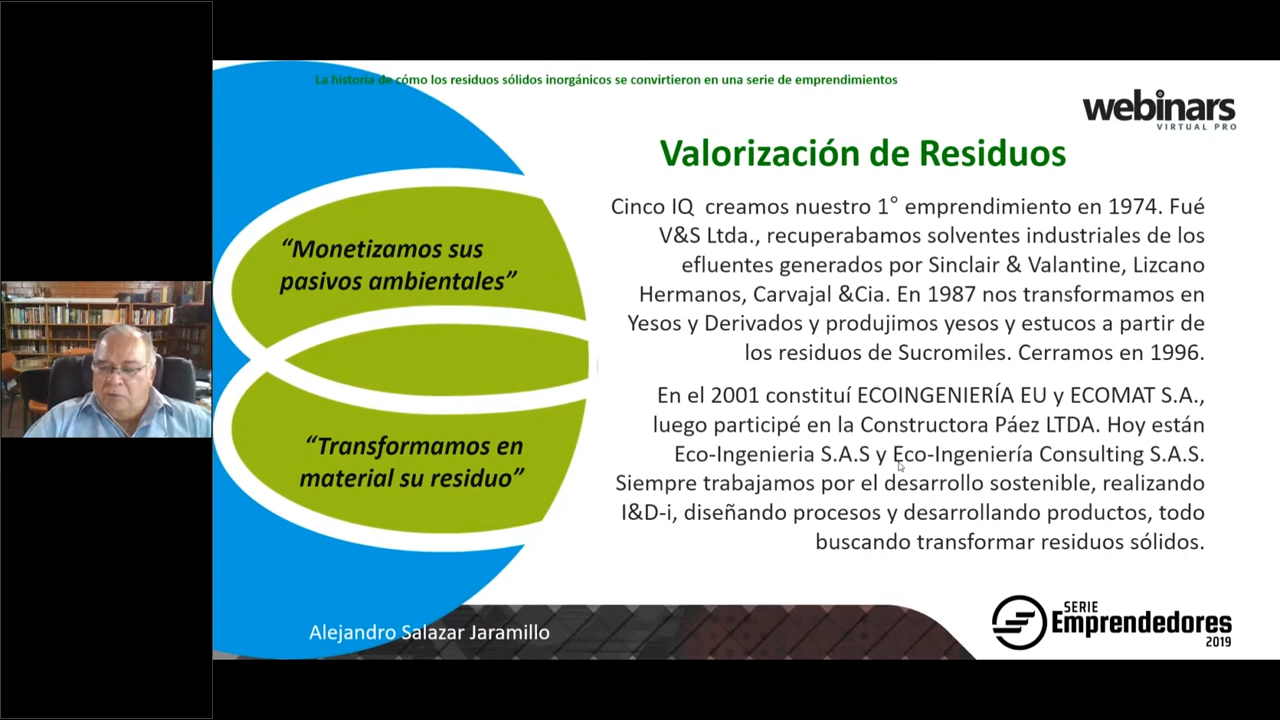 La historia de cómo los residuos sólidos inorgánicos se convirtieron en una serie de emprendimientos
webinars
VIRTUAL PRO
Valorización de Residuos
“Monetizamos sus
pasivos ambientales”
“Transformamos en
material su residuo”
Cinco IQ creamos nuestro 1° emprendimiento en 1974. Fué
V&S Ltda., recuperabamos solventes industriales de los
efluentes generados por Sinclair & Valantine, Lizcano
Hermanos, Carvajal &Cia. En 1987 nos transformamos en
Yesos y Derivados y produjimos yesos y estucos a partir de
los residuos de Sucromiles. Cerramos en 1996.
En el 2001 constituí ECOINGENIERÍA EU y ECOMAT S.A.,
luego participé en la Constructora Páez LTDA. Hoy están
Eco-Ingenieria S.A.S y Eco-Ingeniería Consulting S.A.S.
Siempre trabajamos por el desarrollo sostenible, realizando
I&D-i, diseñando procesos y desarrollando productos, todo
buscando transformar residuos sólidos.
Alejandro Salazar Jaramillo
SERIE
Emprendedores
2019